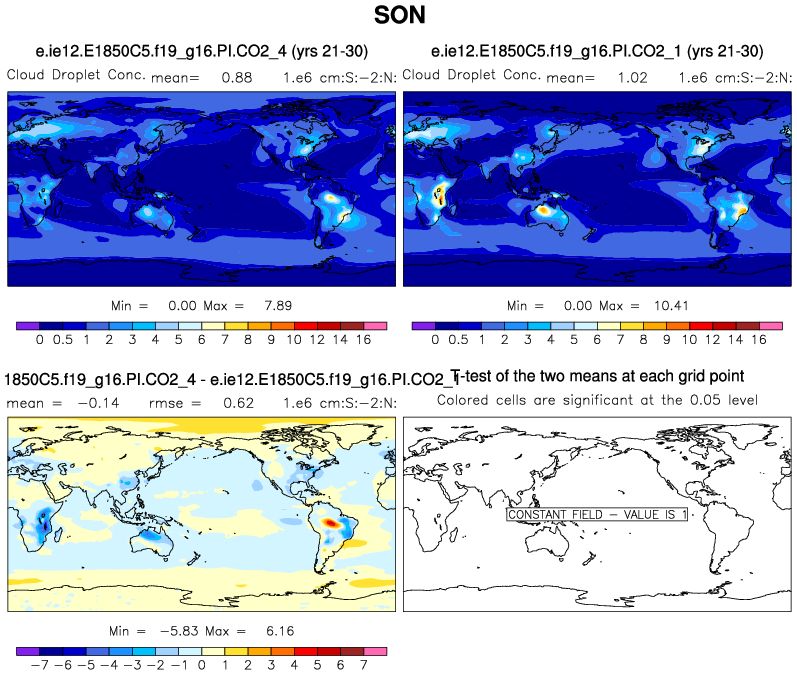 SON
e.ie12.E1850C5.f19_g16.PI.CO2_4 (yrs 21-30)
Cloud Droplet Conc. mean= 0.88 1.e6 cm:S:-2:N:
Min = 0.00 Max = 7.89
0 0.5 1 2 3 4 5 6 7 8 9 10 12 14 16
e.ie12.E1850C5.f19_g16.PI.CO2_1 (yrs 21-30)
Cloud Droplet Conc. mean= 1.02 1.e6 cm:S:-2:N:
Min = 0.00 Max = 10.41
0 0.5 1 2 3 4 5 6 7 8 9 10 12 14 16
1850C5.f19_g16.PI.CO2_4 - e.ie12.E1850C5.f19_g16.PI.CO2_1
mean = -0.14 rmse = 0.62 1.e6 cm:S:-2:N:
Min = -5.83 Max = 6.16
-7 -6 -5 -4 -3 -2 -1 0 1 2 3 4 5 6 7
T-test of the two means at each grid point
Colored cells are significant at the 0.05 level
CONSTANT FIELD - VALUE IS 1